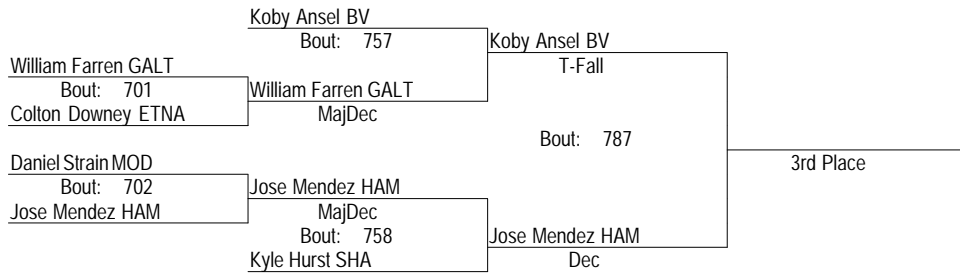 Koby Ansel BV
Bout: 757
Koby Ansel BV
T-Fall
William Farren GALT
Bout: 701
William Farren GALT
Colton Downey ETNA
MajDec
Bout: 787
Daniel Strain MOD
3rd Place
Bout: 702
Jose Mendez HAM
Jose Mendez HAM
MajDec
Bout: 758
Jose Mendez HAM
Kyle Hurst SHA
Dec